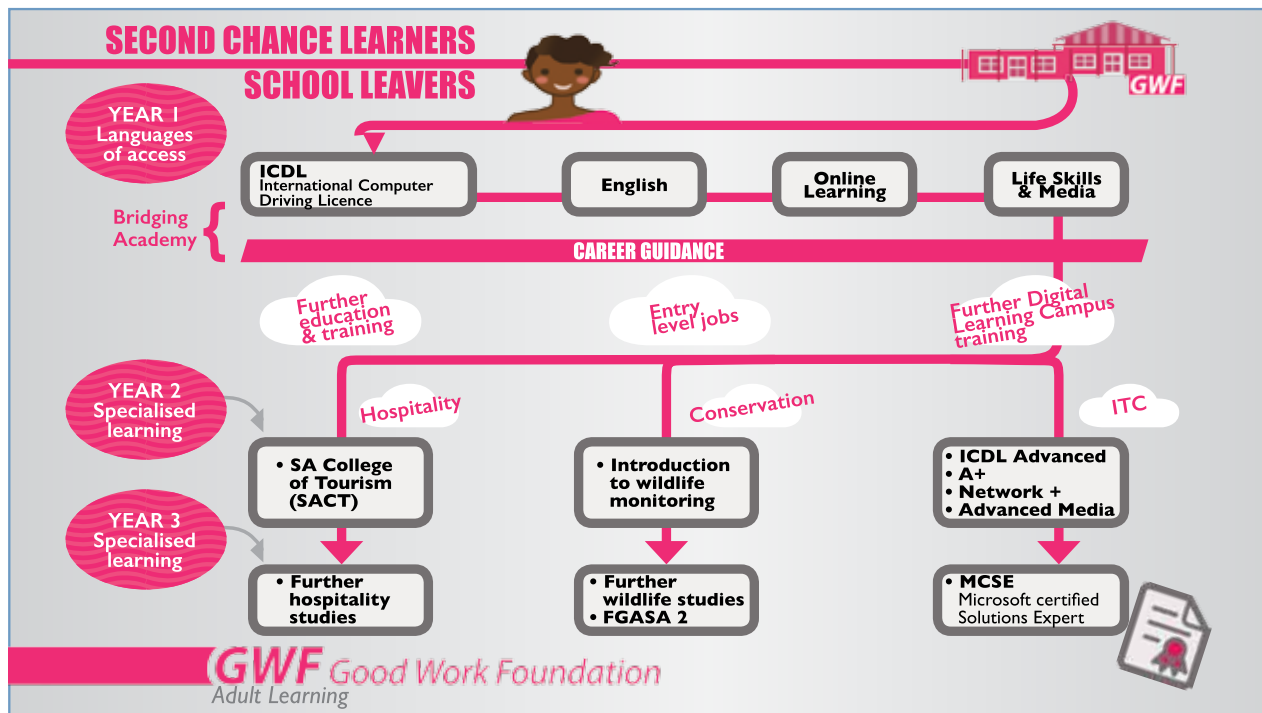 SECOND CHANCE LEARNERS
SCHOOL LEAVERS
GWF
YEAR 1
Languages
of access
ICDL
International Computer
Driving Licence
English
Online
Learning
Life Skills
& Media
Bridging
Academy
CAREER GUIDANCE
Further
education
& training
Entry
level jobs
Further Digital
Learning Campus
training
YEAR 2
Specialised
learning
Hospitality
Conservation
ITC
• SA College
of Tourism
(SACT)
• Introduction
to wildlife
monitoring
• ICDL Advanced
• A+
• Network +
• Advanced Media
YEAR 3
Specialised
learning
• Further
hospitality
studies
• Further
wildlife studies
• FGASA 2
• MCSE
Microsoft certified
Solutions Expert
GWF Good Work Foundation
Adult Learning